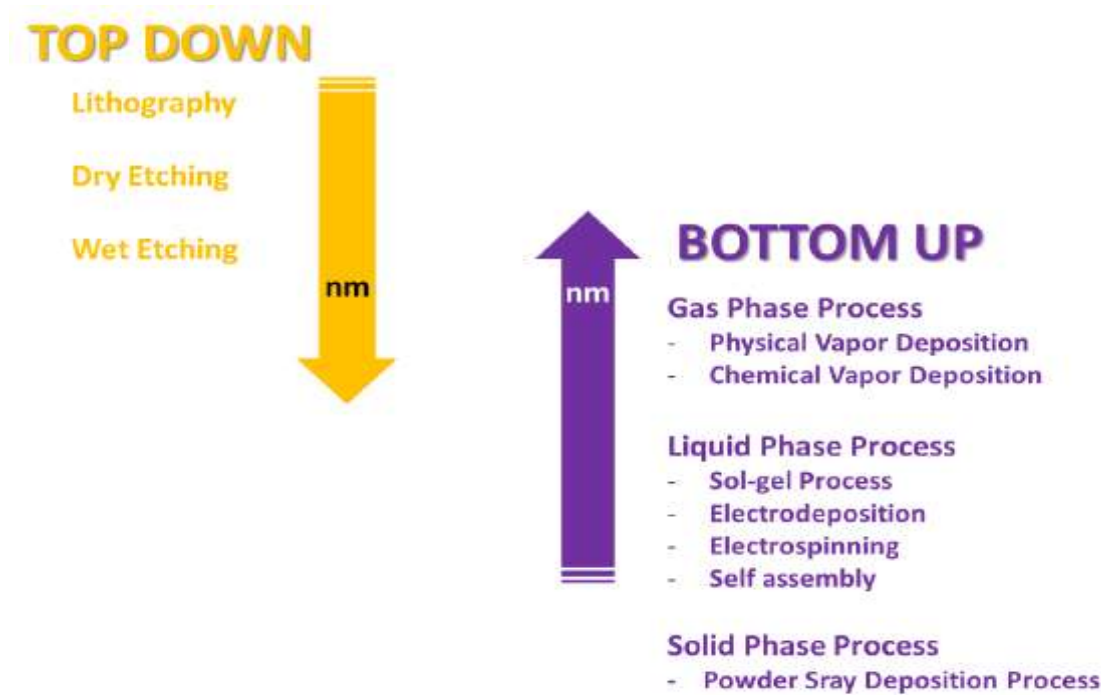 TOP DOWN
Lithography
Dry Etching
Wet Etching
nm
nm
BOTTOM UP
Gas Phase Process
- Physical Vapor Deposition
- Chemical Vapor Deposition
Liquid Phase Process
- Sol-gel Process
- Electrodeposition
- Electrospinning
- Self assembly
Solid Phase Process
- Powder Sray Deposition Process